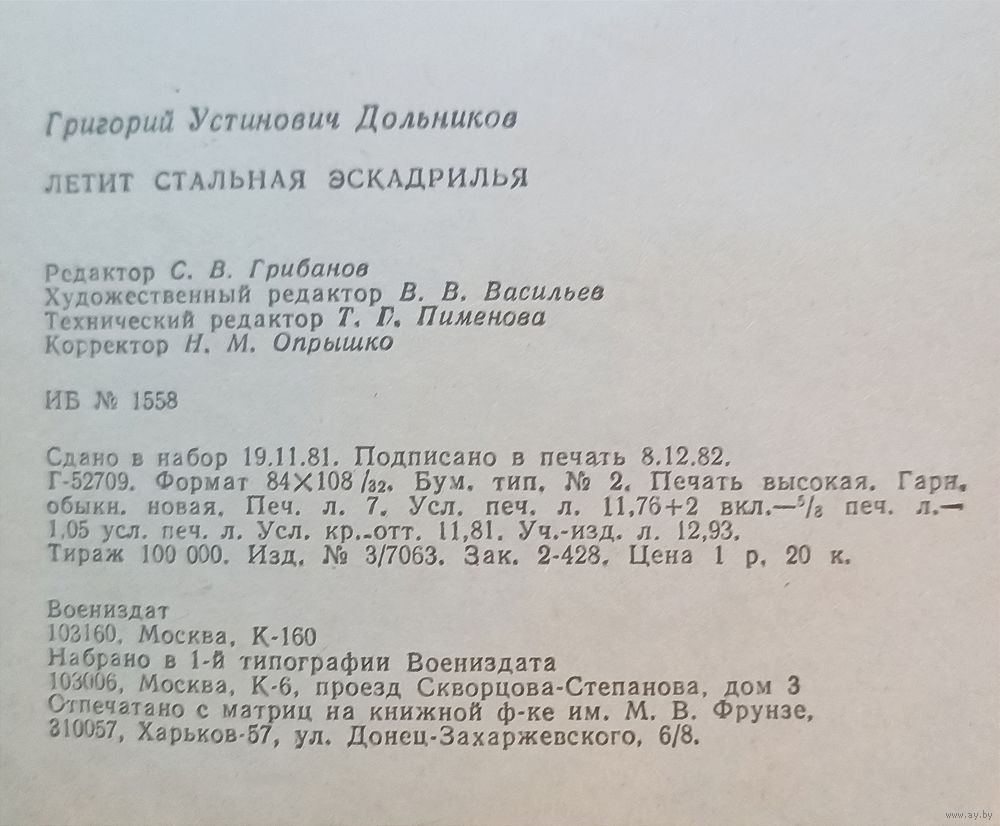 Григорий Устинович Дольников
ЛЕТИТ СТАЛЬНАЯ ЭСКАДРИЛЬЯ
Редактор С. В. Грибанов
Художественный редактор В. В. Васильев
Технический редактор Т. Г. Пименова
Корректор Н. М. Опрышко
ИБ № 1558
Сдано в набор 19.11.81. Подписано в печать 8.12.82.
Г-52709. Формат 84×108/32. Бум. тип. № 2. Печать высокая. Гарн.
обыкн. новая. Печ. л. 7. Усл. печ. л. 11,76+2 вкл.—5/8 печ. л.—
1,05 усл. печ. л. Усл. кр.-отт. 11,81. Уч.-изд. л. 12,93.
Тираж 100 000. Изд. № 3/7063. Зак. 2-428. Цена 1 р. 20 к.
Воениздат
103160, Москва, К-160
Набрано в 1-й типографии Воениздата
103006, Москва, К-6, проезд Скворцова-Степанова, дом 3
Отпечатано с матриц на книжной ф-ке им. М. В. Фрунзе,
310057, Харьков-57, ул. Донец-Захаржевского, 6/8.
www.ay.by